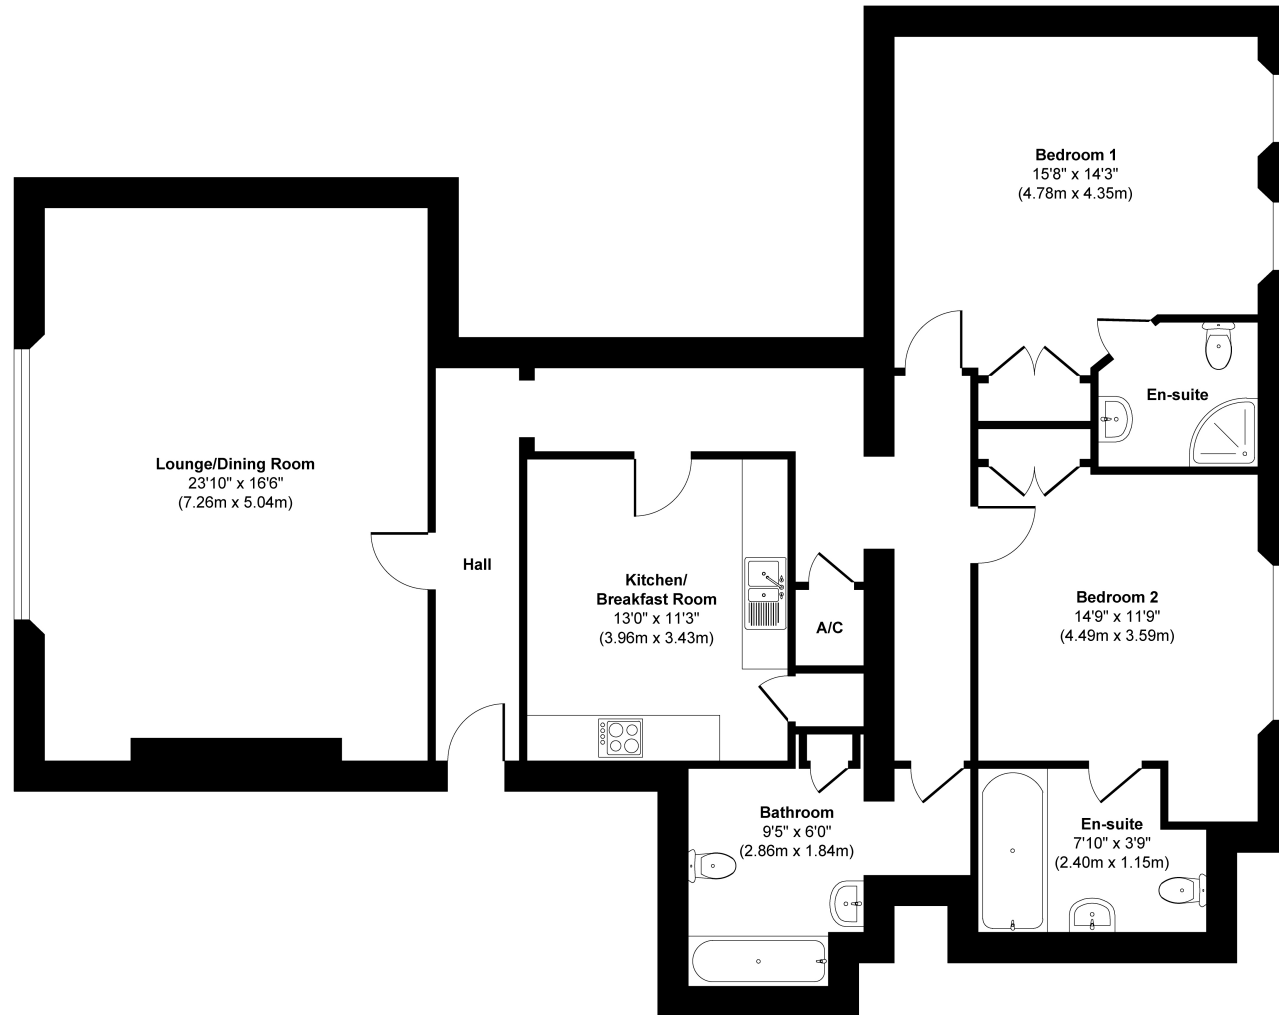 Bedroom 1
15'8" x 14'3"
(4.78m x 4.35m)
En-suite
Lounge/Dining Room
23'10" x 16'6"
(7.26m x 5.04m)
Hall
Kitchen/
Breakfast Room
13'0" x 11'3"
(3.96m x 3.43m)
A/C
Bedroom 2
14'9" x 11'9"
(4.49m x 3.59m)
Bathroom
9'5" x 6'0"
(2.86m x 1.84m)
En-suite
7'10" x 3'9"
(2.40m x 1.15m)